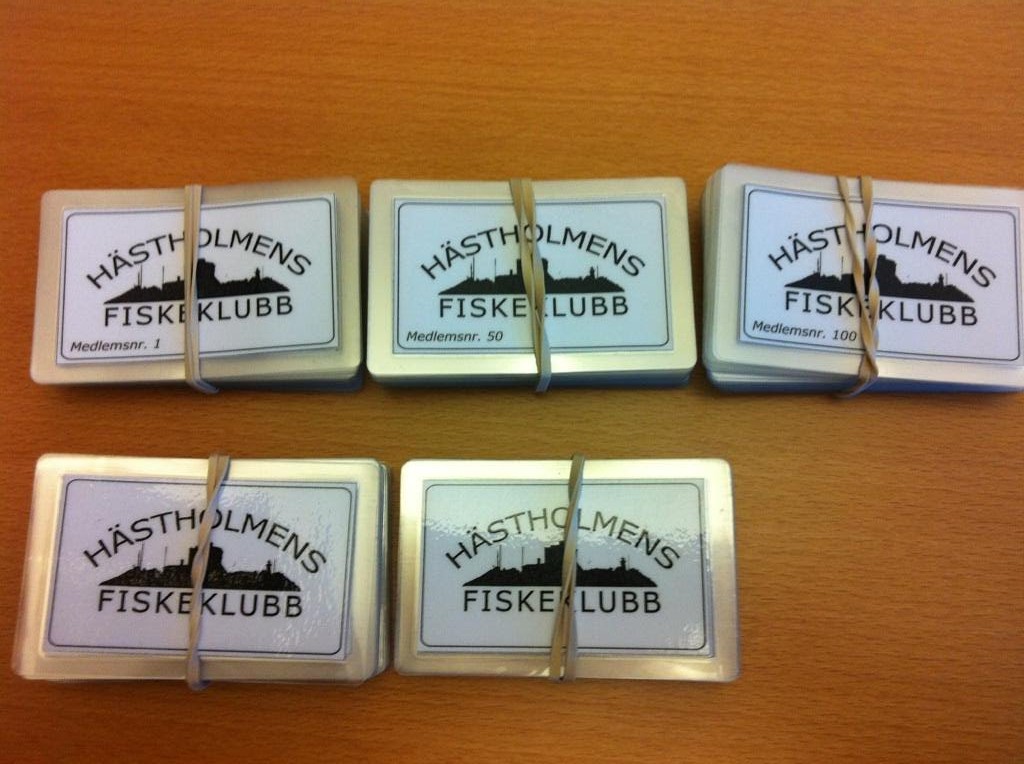 HÄSTHOLMENS
FISKEKLUBB
Medlemsnr. 1
HÄSTHOLMENS
FISKEKLUBB
Medlemsnr. 50
HÄSTHOLMENS
FISKEKLUBB
Medlemsnr. 100
HÄSTHOLMENS
FISKEKLUBB
HÄSTHOLMENS
FISKEKLUBB